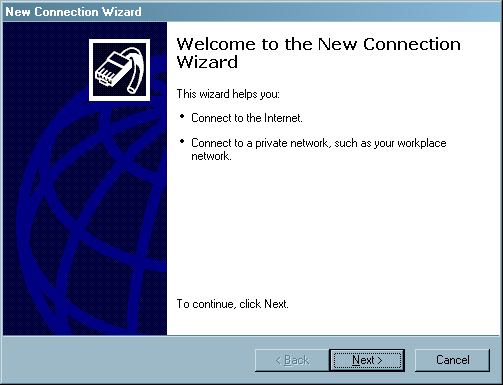 New Connection Wizard
Welcome to the New Connection
Wizard
This wizard helps you:
• Connect to the Internet.
• Connect to a private network, such as your workplace
network.
To continue, click Next.
< Back
Next >
Cancel